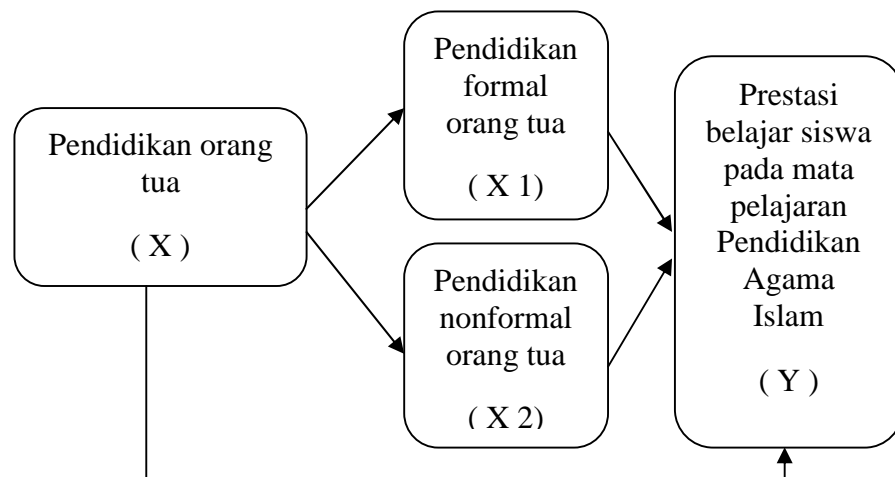 Pendidikan orang
tua
( X )
Pendidikan
formal
orang tua
( X 1)
Pendidikan
nonformal
orang tua
( X 2)
Prestasi
belajar siswa
pada mata
pelajaran
Pendidikan
Agama
Islam
( Y )